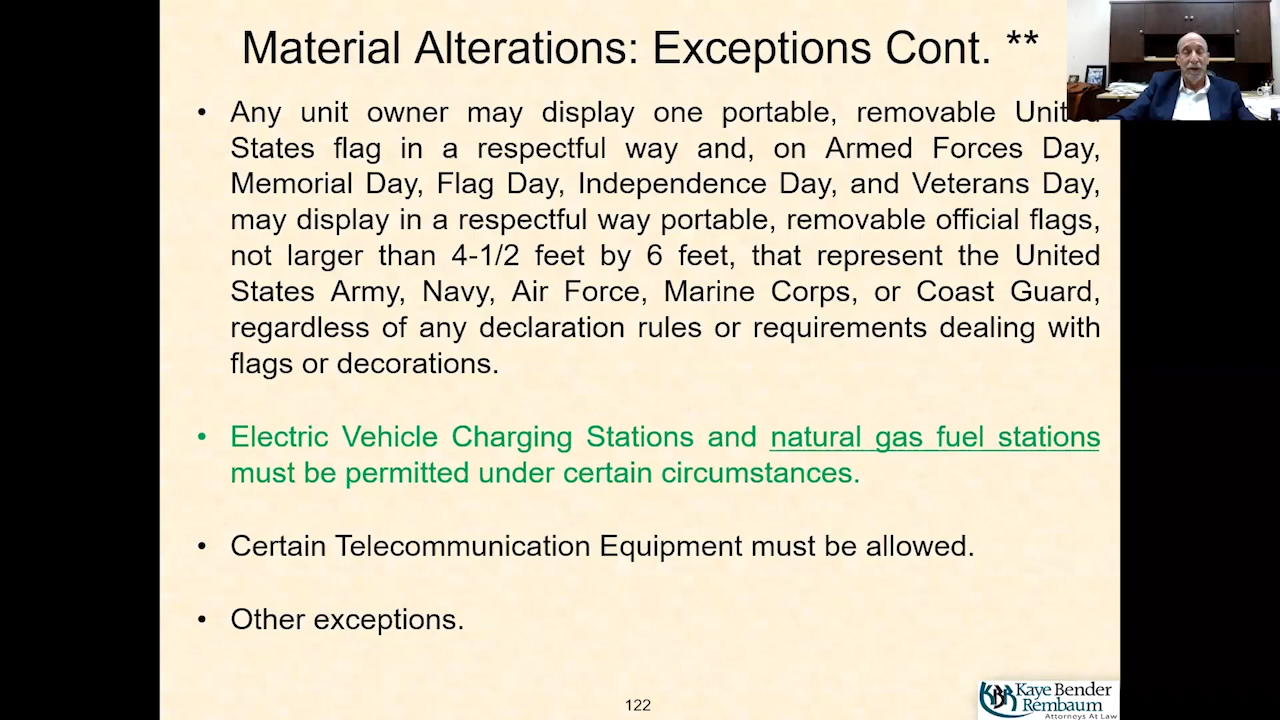 Material Alterations: Exceptions Cont. **
• Any unit owner may display one portable, removable United
States flag in a respectful way and, on Armed Forces Day,
Memorial Day, Flag Day, Independence Day, and Veterans Day,
may display in a respectful way portable, removable official flags,
not larger than 4-1/2 feet by 6 feet, that represent the United
States Army, Navy, Air Force, Marine Corps, or Coast Guard,
regardless of any declaration rules or requirements dealing with
flags or decorations.
• Electric Vehicle Charging Stations and natural gas fuel stations
must be permitted under certain circumstances.
• Certain Telecommunication Equipment must be allowed.
• Other exceptions.
122
KBR Kaye Bender
Rembaum
Attorneys At Law